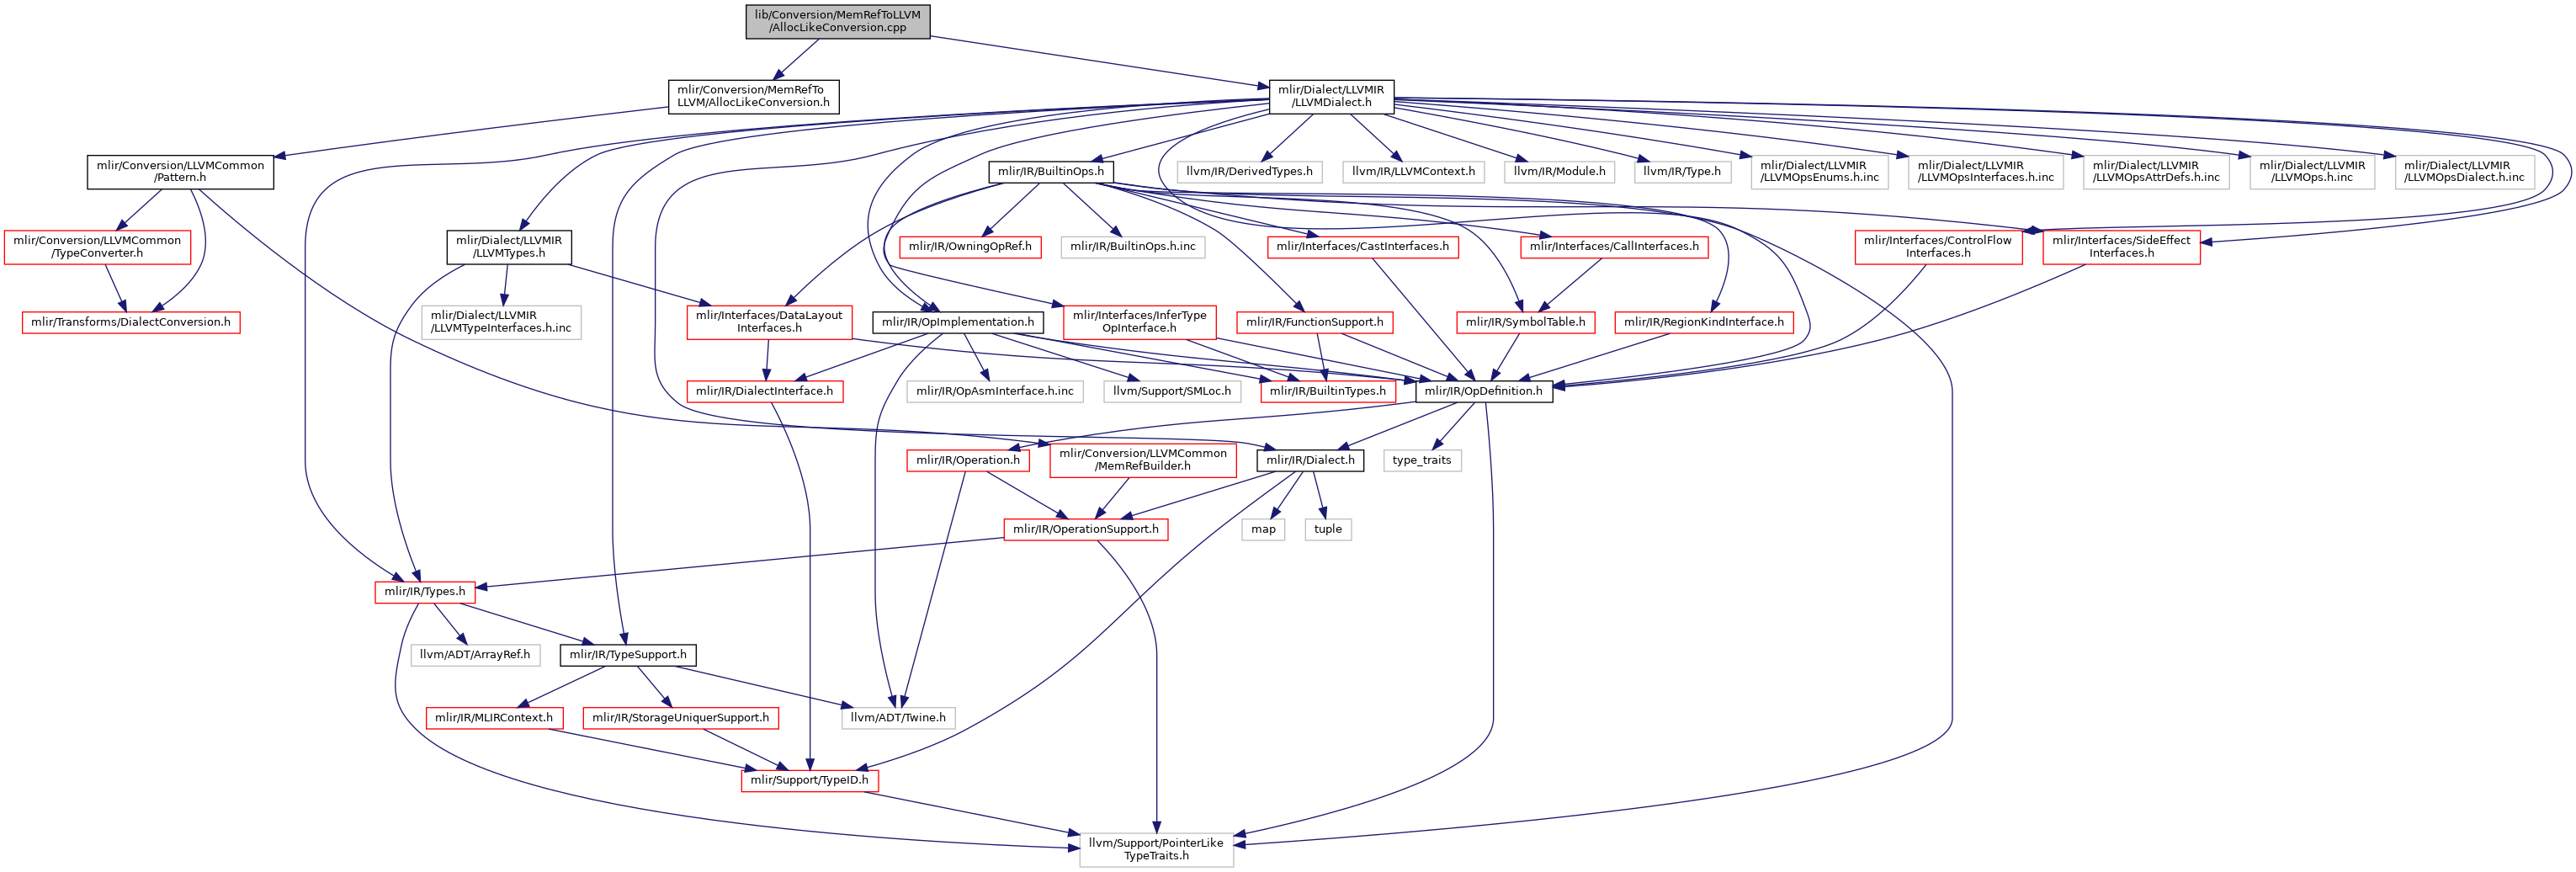 lib/Conversion/MemRefToLLVM
/AllocLikeConversion.cpp
mlir/Conversion/MemRefTo
LLVM/AllocLikeConversion.h
mlir/Dialect/LLVMIR
/LLVMDialect.h
mlir/Conversion/LLVMCommon
/Pattern.h
mlir/IR/BuiltinOps.h
llvm/IR/DerivedTypes.h
llvm/IR/LLVMContext.h
llvm/IR/Module.h
llvm/IR/Type.h
mlir/Dialect/LLVMIR
/LLVMOpsEnums.h.inc
mlir/Dialect/LLVMIR
/LLVMOpsInterfaces.h.inc
mlir/Dialect/LLVMIR
/LLVMOpsAttrDefs.h.inc
mlir/Dialect/LLVMIR
/LLVMOps.h.inc
mlir/Dialect/LLVMIR
/LLVMOpsDialect.h.inc
mlir/Conversion/LLVMCommon
/TypeConverter.h
mlir/Dialect/LLVMIR
/LLVMTypes.h
mlir/IR/OwningOpRef.h
mlir/IR/BuiltinOps.h.inc
mlir/Interfaces/CastInterfaces.h
mlir/Interfaces/CallInterfaces.h
mlir/Interfaces/ControlFlow
Interfaces.h
mlir/Interfaces/SideEffect
Interfaces.h
mlir/Transforms/DialectConversion.h
mlir/Dialect/LLVMIR
/LLVMTypeInterfaces.h.inc
mlir/Interfaces/DataLayout
Interfaces.h
mlir/IR/OpImplementation.h
mlir/Interfaces/InferType
OpInterface.h
mlir/IR/FunctionSupport.h
mlir/IR/SymbolTable.h
mlir/IR/RegionKindInterface.h
mlir/IR/DialectInterface.h
mlir/IR/OpAsmInterface.h.inc
llvm/Support/SMLoc.h
mlir/IR/BuiltinTypes.h
mlir/IR/OpDefinition.h
mlir/IR/Operation.h
mlir/Conversion/LLVMCommon
/MemRefBuilder.h
mlir/IR/Dialect.h
type_traits
mlir/IR/OperationSupport.h
map
tuple
mlir/IR/Types.h
llvm/ADT/ArrayRef.h
mlir/IR/TypeSupport.h
mlir/IR/MLIRContext.h
mlir/IR/StorageUniquerSupport.h
llvm/ADT/Twine.h
mlir/Support/TypeID.h
llvm/Support/PointerLike
TypeTraits.h